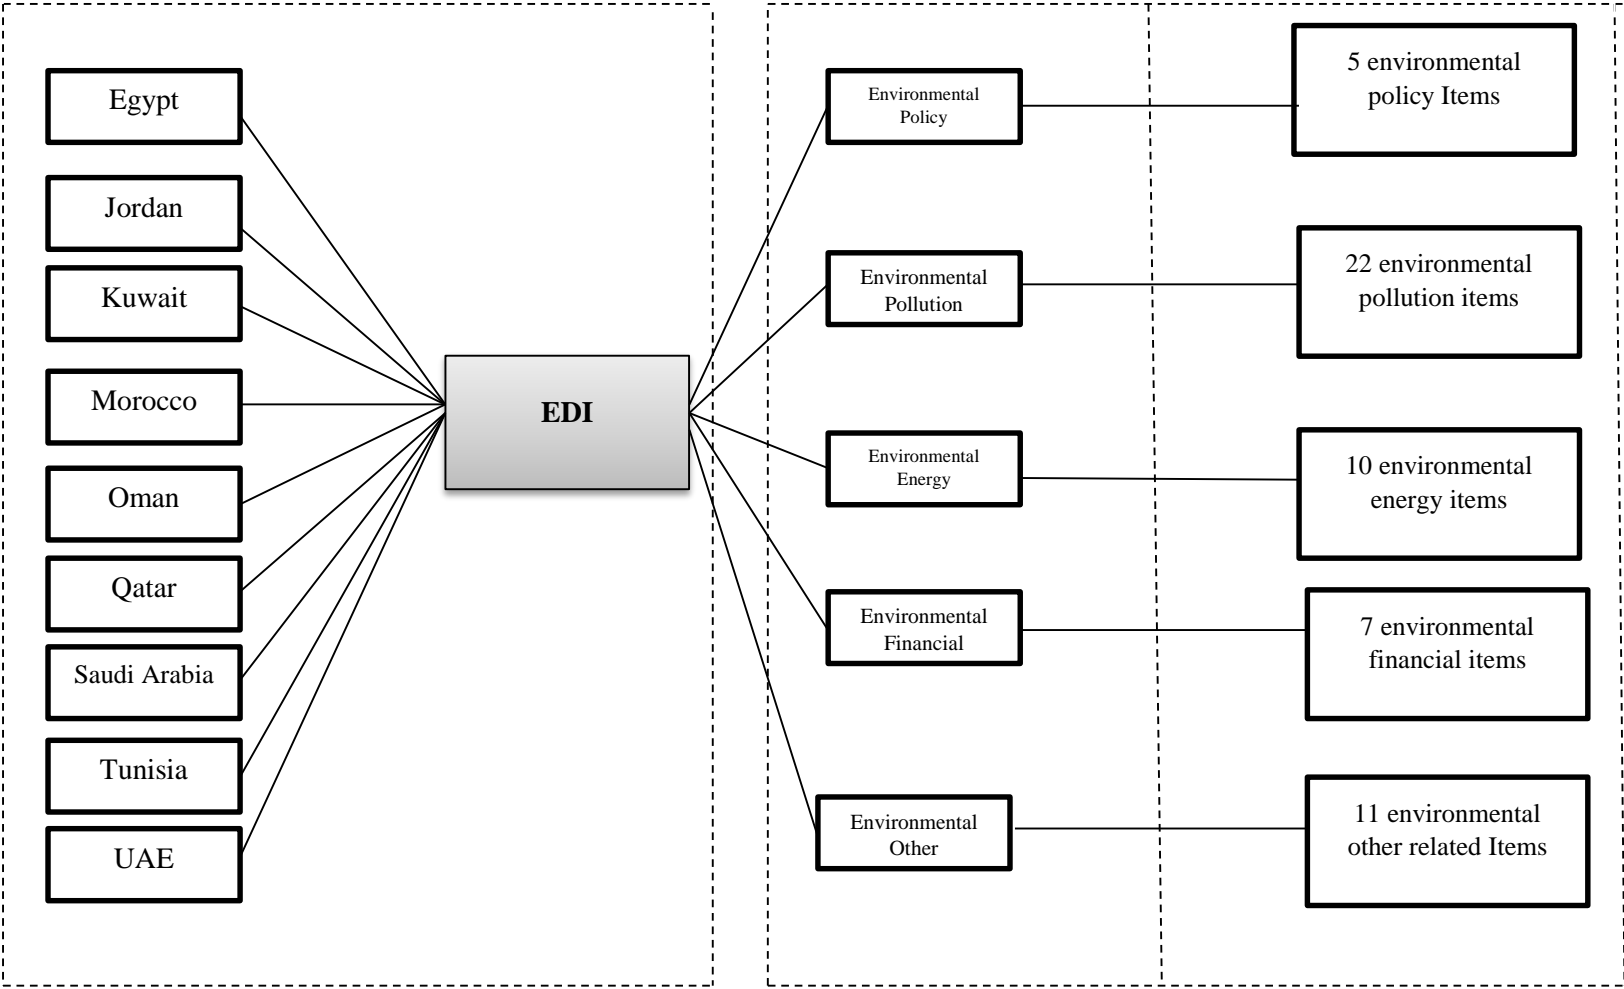 Egypt
Jordan
Kuwait
Morocco
Oman
Qatar
Saudi Arabia
Tunisia
UAE
EDI
Environmental
Policy
Environmental
Pollution
Environmental
Energy
Environmental
Financial
Environmental
Other
5 environmental
policy Items
22 environmental
pollution items
10 environmental
energy items
7 environmental
financial items
11 environmental
other related Items